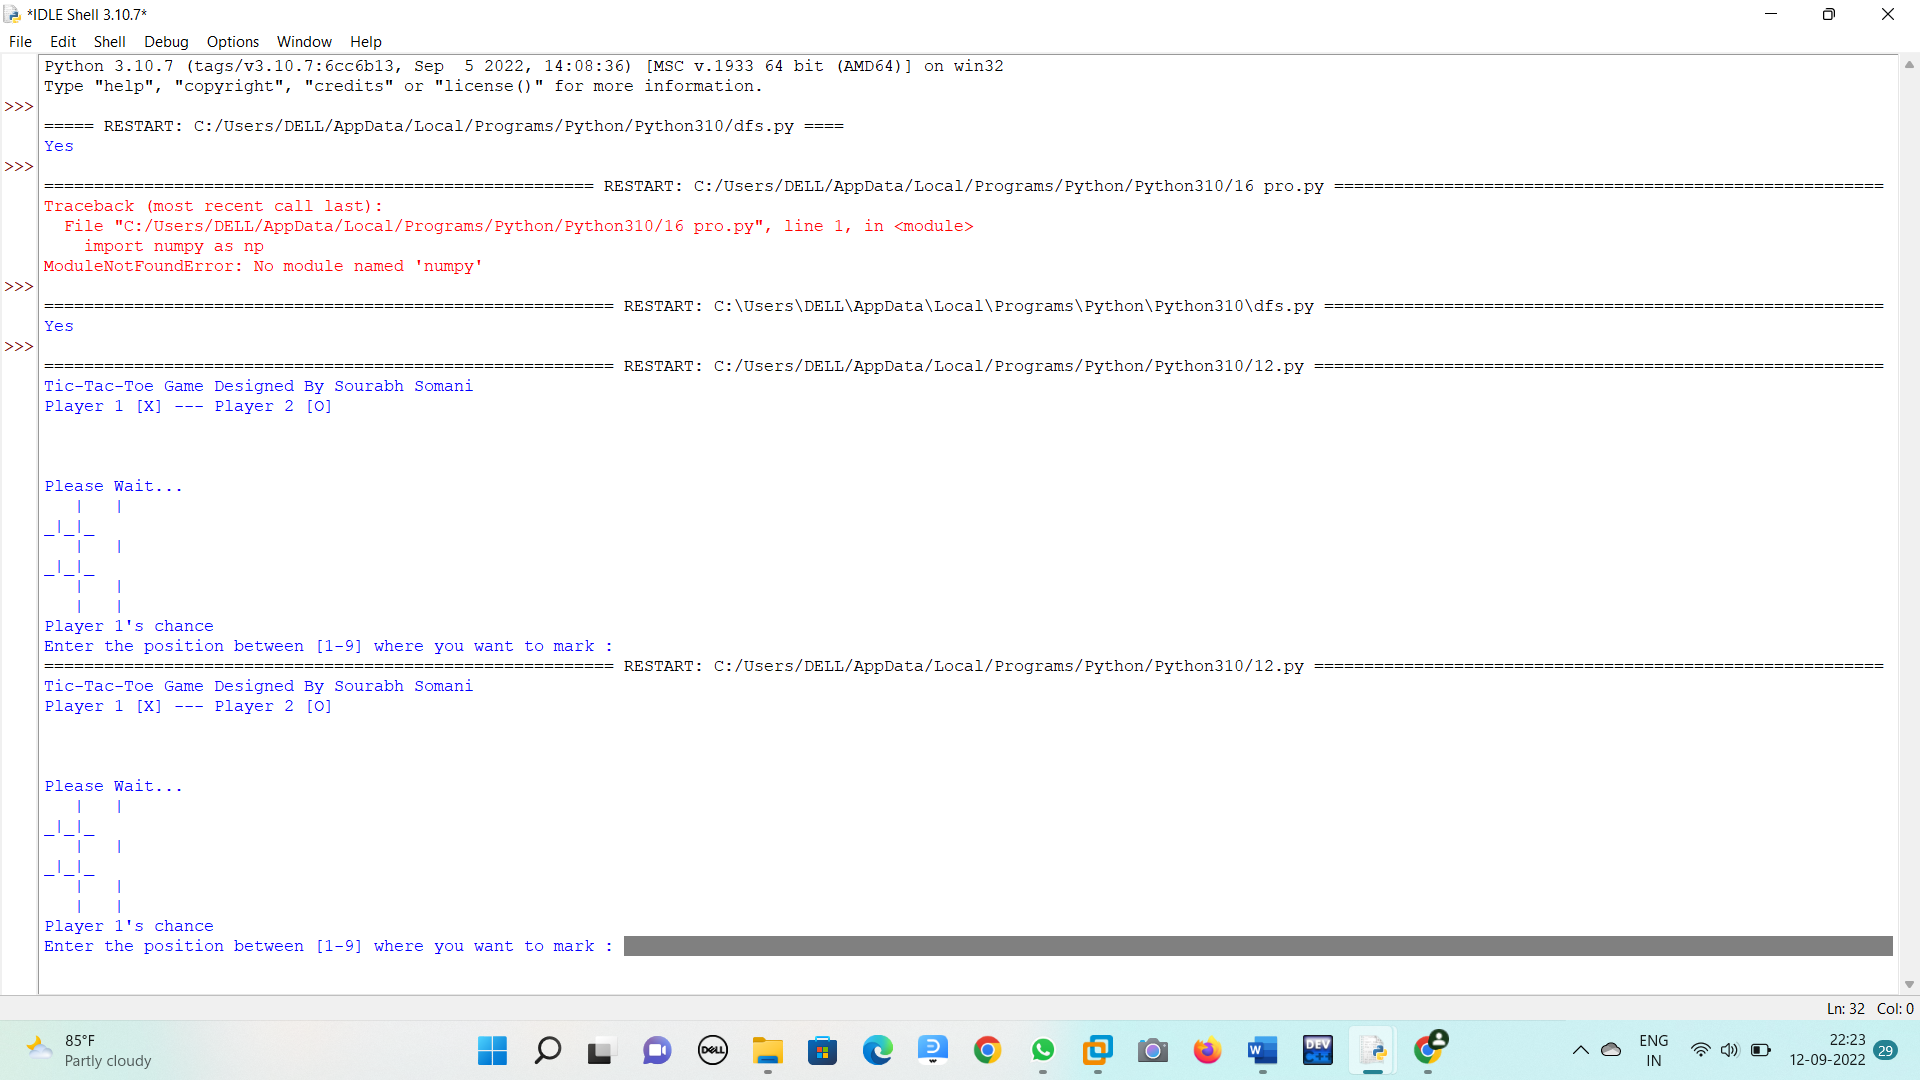 *IDLE Shell 3.10.7*
File Edit Shell Debug Options Window Help
Python 3.10.7 (tags/v3.10.7:6cc6b13, Sep  5 2022, 14:08:36) [MSC v.1933 64 bit (AMD64)] on win32
Type "help", "copyright", "credits" or "license()" for more information.
>>>
===== RESTART: C:/Users/DELL/AppData/Local/Programs/Python/Python310/dfs.py ====
Yes
>>>
======================================================= RESTART: C:/Users/DELL/AppData/Local/Programs/Python/Python310/16 pro.py =======================================================
Traceback (most recent call last):
  File "C:/Users/DELL/AppData/Local/Programs/Python/Python310/16 pro.py", line 1, in <module>
    import numpy as np
ModuleNotFoundError: No module named 'numpy'
>>>
========================================================= RESTART: C:\Users\DELL\AppData\Local\Programs\Python\Python310\dfs.py ========================================================
Yes
>>>
========================================================= RESTART: C:/Users/DELL/AppData/Local/Programs/Python/Python310/12.py =========================================================
Tic-Tac-Toe Game Designed By Sourabh Somani
Player 1 [X] --- Player 2 [O]
Please Wait...
   |   |
_|_|_
   |   |
_|_|_
   |   |
   |   |
Player 1's chance
Enter the position between [1-9] where you want to mark :
========================================================= RESTART: C:/Users/DELL/AppData/Local/Programs/Python/Python310/12.py =========================================================
Tic-Tac-Toe Game Designed By Sourabh Somani
Player 1 [X] --- Player 2 [O]
Please Wait...
   |   |
_|_|_
   |   |
_|_|_
   |   |
   |   |
Player 1's chance
Enter the position between [1-9] where you want to mark :
Ln: 32 Col: 0
85°F
Partly cloudy
DELL
W
DEV
C++
ENG
IN
22:23
12-09-2022
29